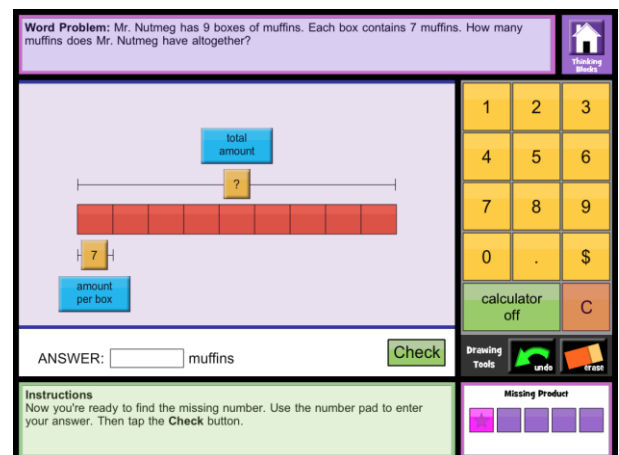 Word Problem: Mr. Nutmeg has 9 boxes of muffins. Each box contains 7 muffins. How many
muffins does Mr. Nutmeg have altogether?
Thinking
Blocks
total
amount
?
7
amount
per box
1 2 3
4 5 6
7 8 9
0 . $
calculator
off
C
ANSWER: muffins
Check
Drawing
Tools
undo
erase
Instructions
Now you're ready to find the missing number. Use the number pad to enter
your answer. Then tap the Check button.
Missing Product